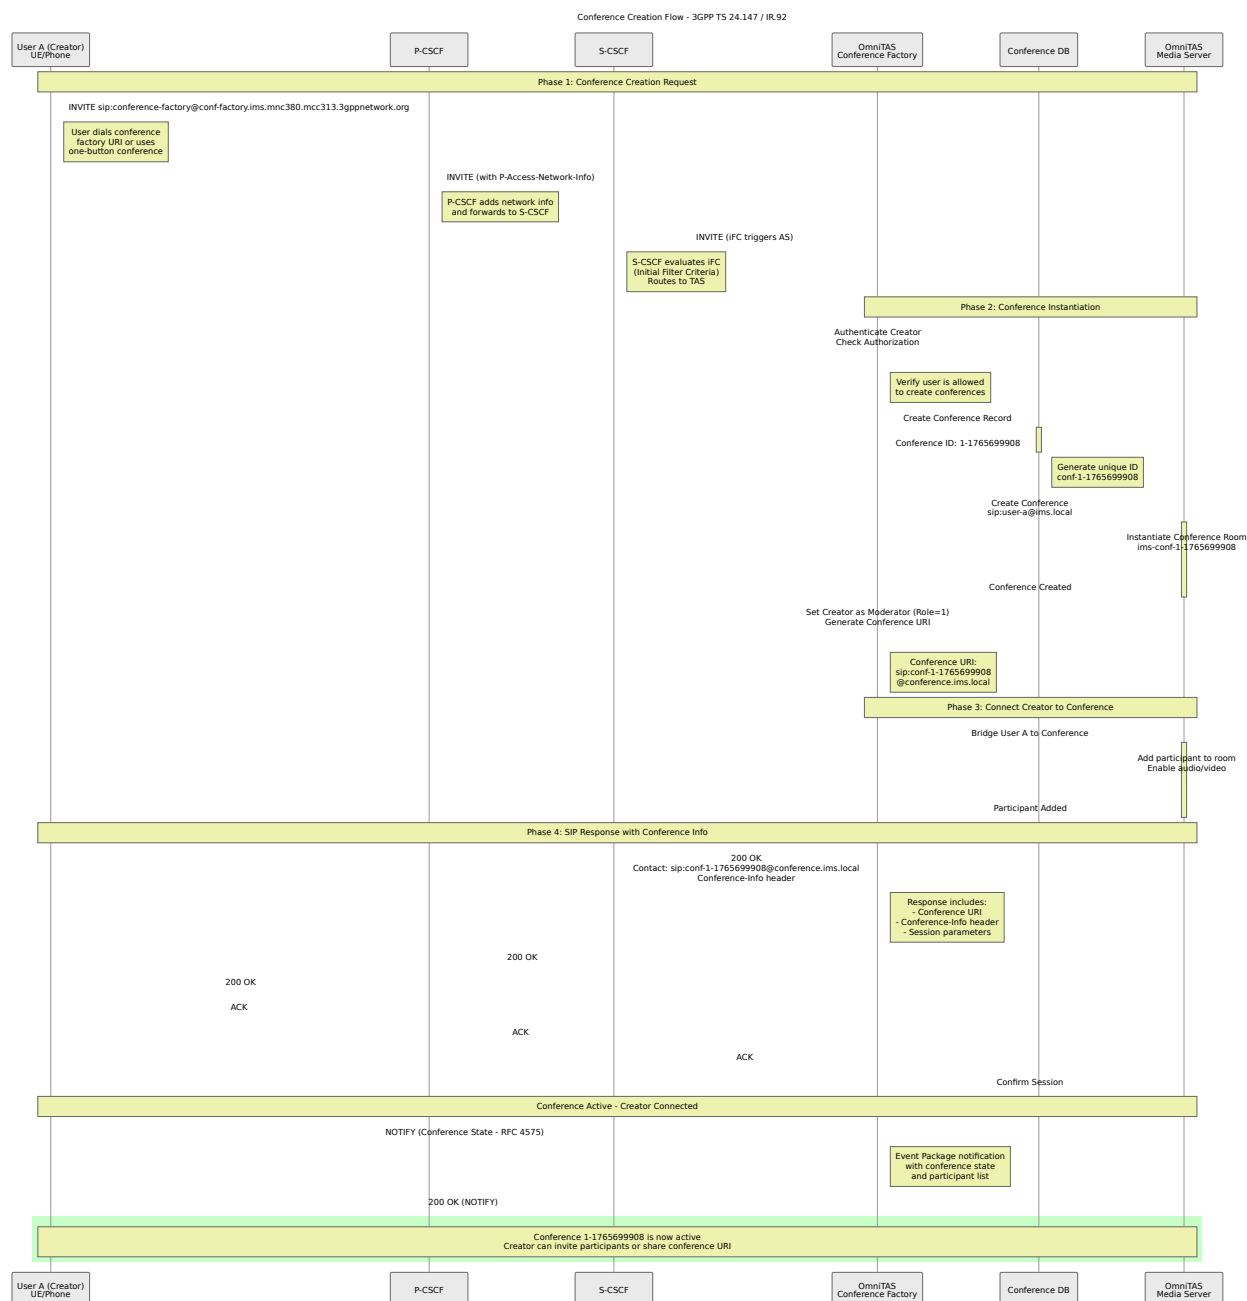 Conference Creation Flow - 3GPP TS 24.147 / IR.92
User A (Creator)
UE/Phone
P-CSCF
S-CSCF
OmniTAS
Conference Factory
Conference DB
OmniTAS
Media Server
Phase 1: Conference Creation Request
INVITE sip:conference-factory@conf-factory.ims.mnc380.mcc313.3gppnetwork.org
User dials conference
factory URI or uses
one-button conference
INVITE (with P-Access-Network-Info)
P-CSCF adds network info
and forwards to S-CSCF
INVITE (iFC triggers AS)
S-CSCF evaluates iFC
(Initial Filter Criteria)
Routes to TAS
Phase 2: Conference Instantiation
Authenticate Creator
Check Authorization
Verify user is allowed
to create conferences
Create Conference Record
Conference ID: 1-1765699908
Generate unique ID
conf-1-1765699908
Create Conference
sip:user-a@ims.local
Instantiate Conference Room
ims-conf-1-1765699908
Conference Created
Set Creator as Moderator (Role=1)
Generate Conference URI
Conference URI:
sip:conf-1-1765699908
@conference.ims.local
Phase 3: Connect Creator to Conference
Bridge User A to Conference
Add participant to room
Enable audio/video
Participant Added
Phase 4: SIP Response with Conference Info
200 OK
Contact: sip:conf-1-1765699908@conference.ims.local
Conference-Info header
Response includes:
- Conference URI
- Conference-Info header
- Session parameters
200 OK
200 OK
ACK
ACK
ACK
Confirm Session
Conference Active - Creator Connected
NOTIFY (Conference State - RFC 4575)
Event Package notification
with conference state
and participant list
200 OK (NOTIFY)
Conference 1-1765699908 is now active
Creator can invite participants or share conference URI
User A (Creator)
UE/Phone
P-CSCF
S-CSCF
OmniTAS
Conference Factory
Conference DB
OmniTAS
Media Server